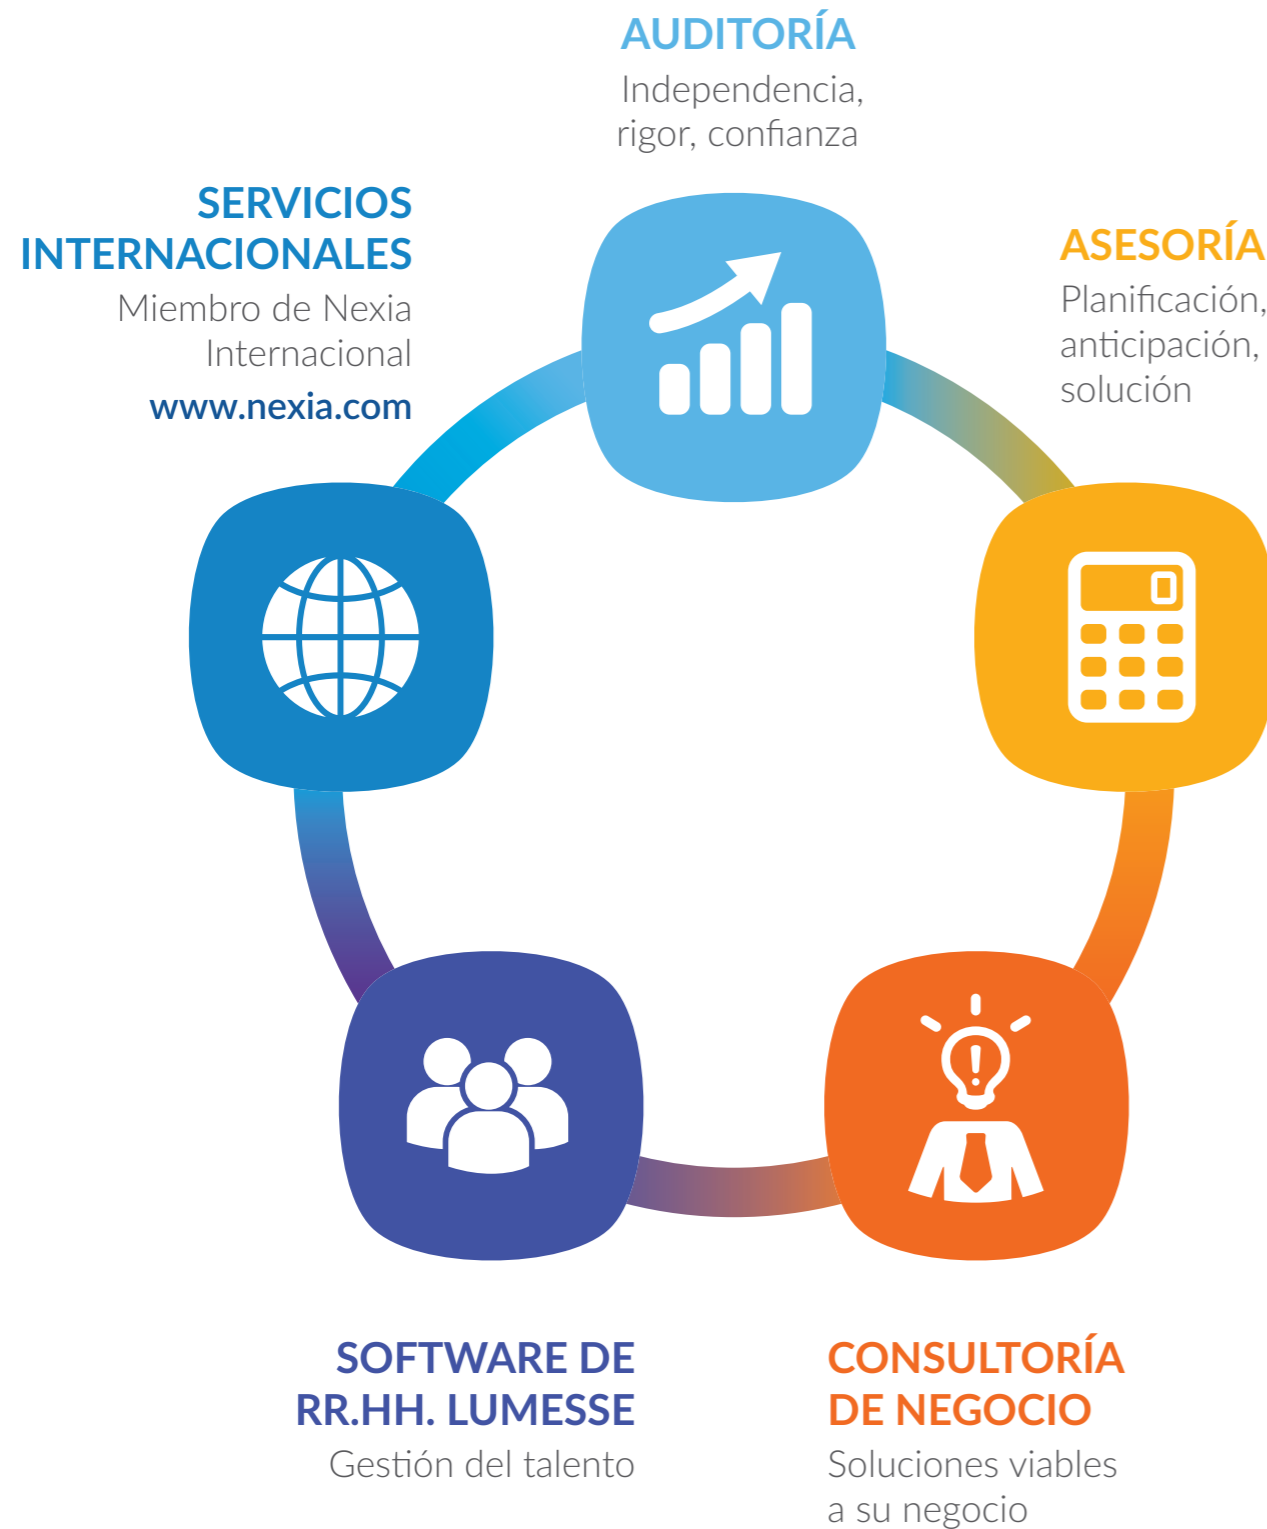 AUDITORÍA
Independencia,
rigor, confianza
SERVICIOS
INTERNACIONALES
Miembro de Nexia
Internacional
www.nexia.com
ASESORÍA
Planificación,
anticipación,
solución
0
SOFTWARE DE
RR.HH. LUMESSE
Gestión del talento
CONSULTORÍA
DE NEGOCIO
Soluciones viables
a su negocio